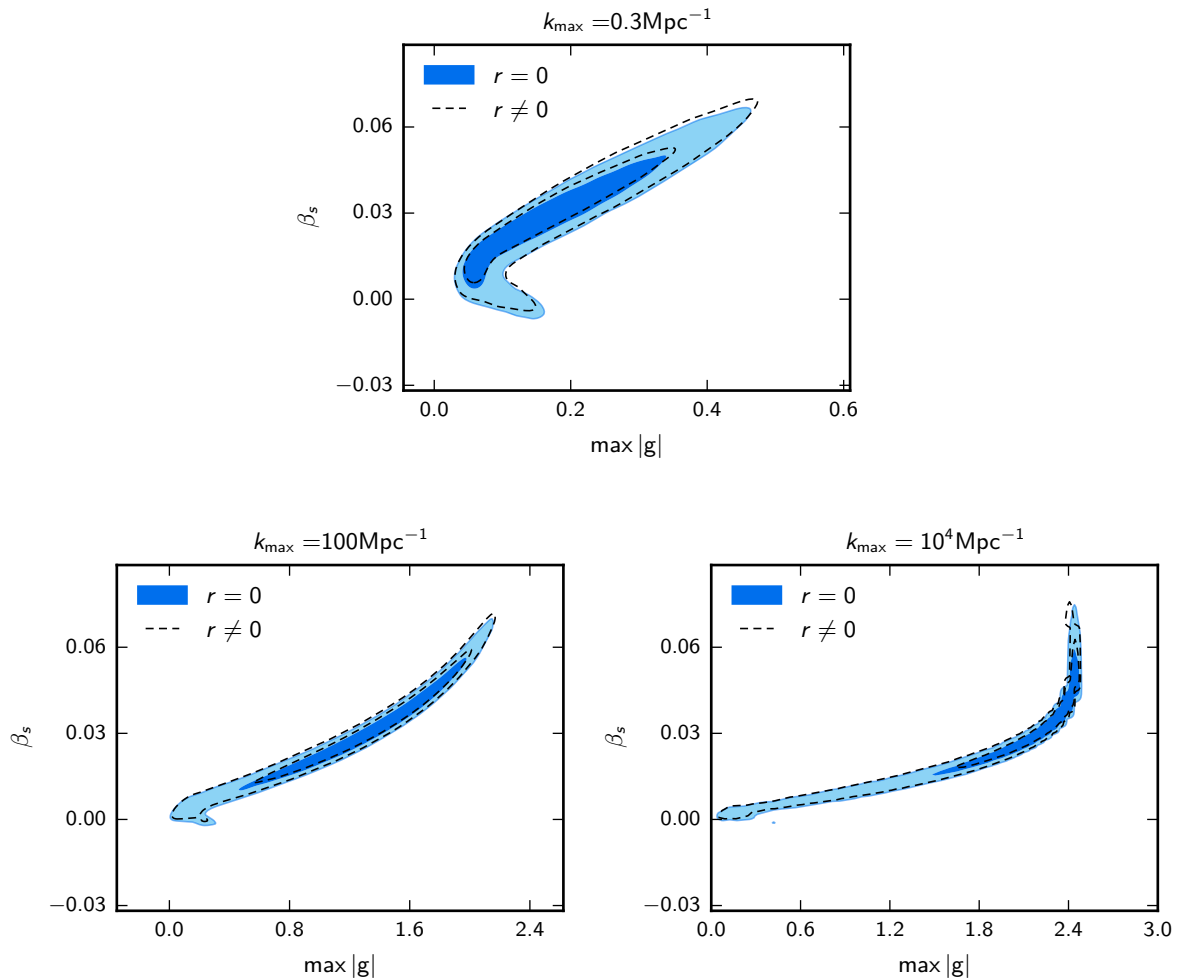 k_max =0.3Mpc⁻¹
r = 0
r ≠ 0
0.06
0.03
0.00
−0.03
β_s
0.0 0.2 0.4 0.6
max |g|
k_max =100Mpc⁻¹
r = 0
r ≠ 0
0.06
0.03
0.00
−0.03
β_s
0.0 0.8 1.6 2.4
max |g|
k_max = 10⁴Mpc⁻¹
r = 0
r ≠ 0
0.06
0.03
0.00
−0.03
β_s
0.0 0.6 1.2 1.8 2.4 3.0
max |g|